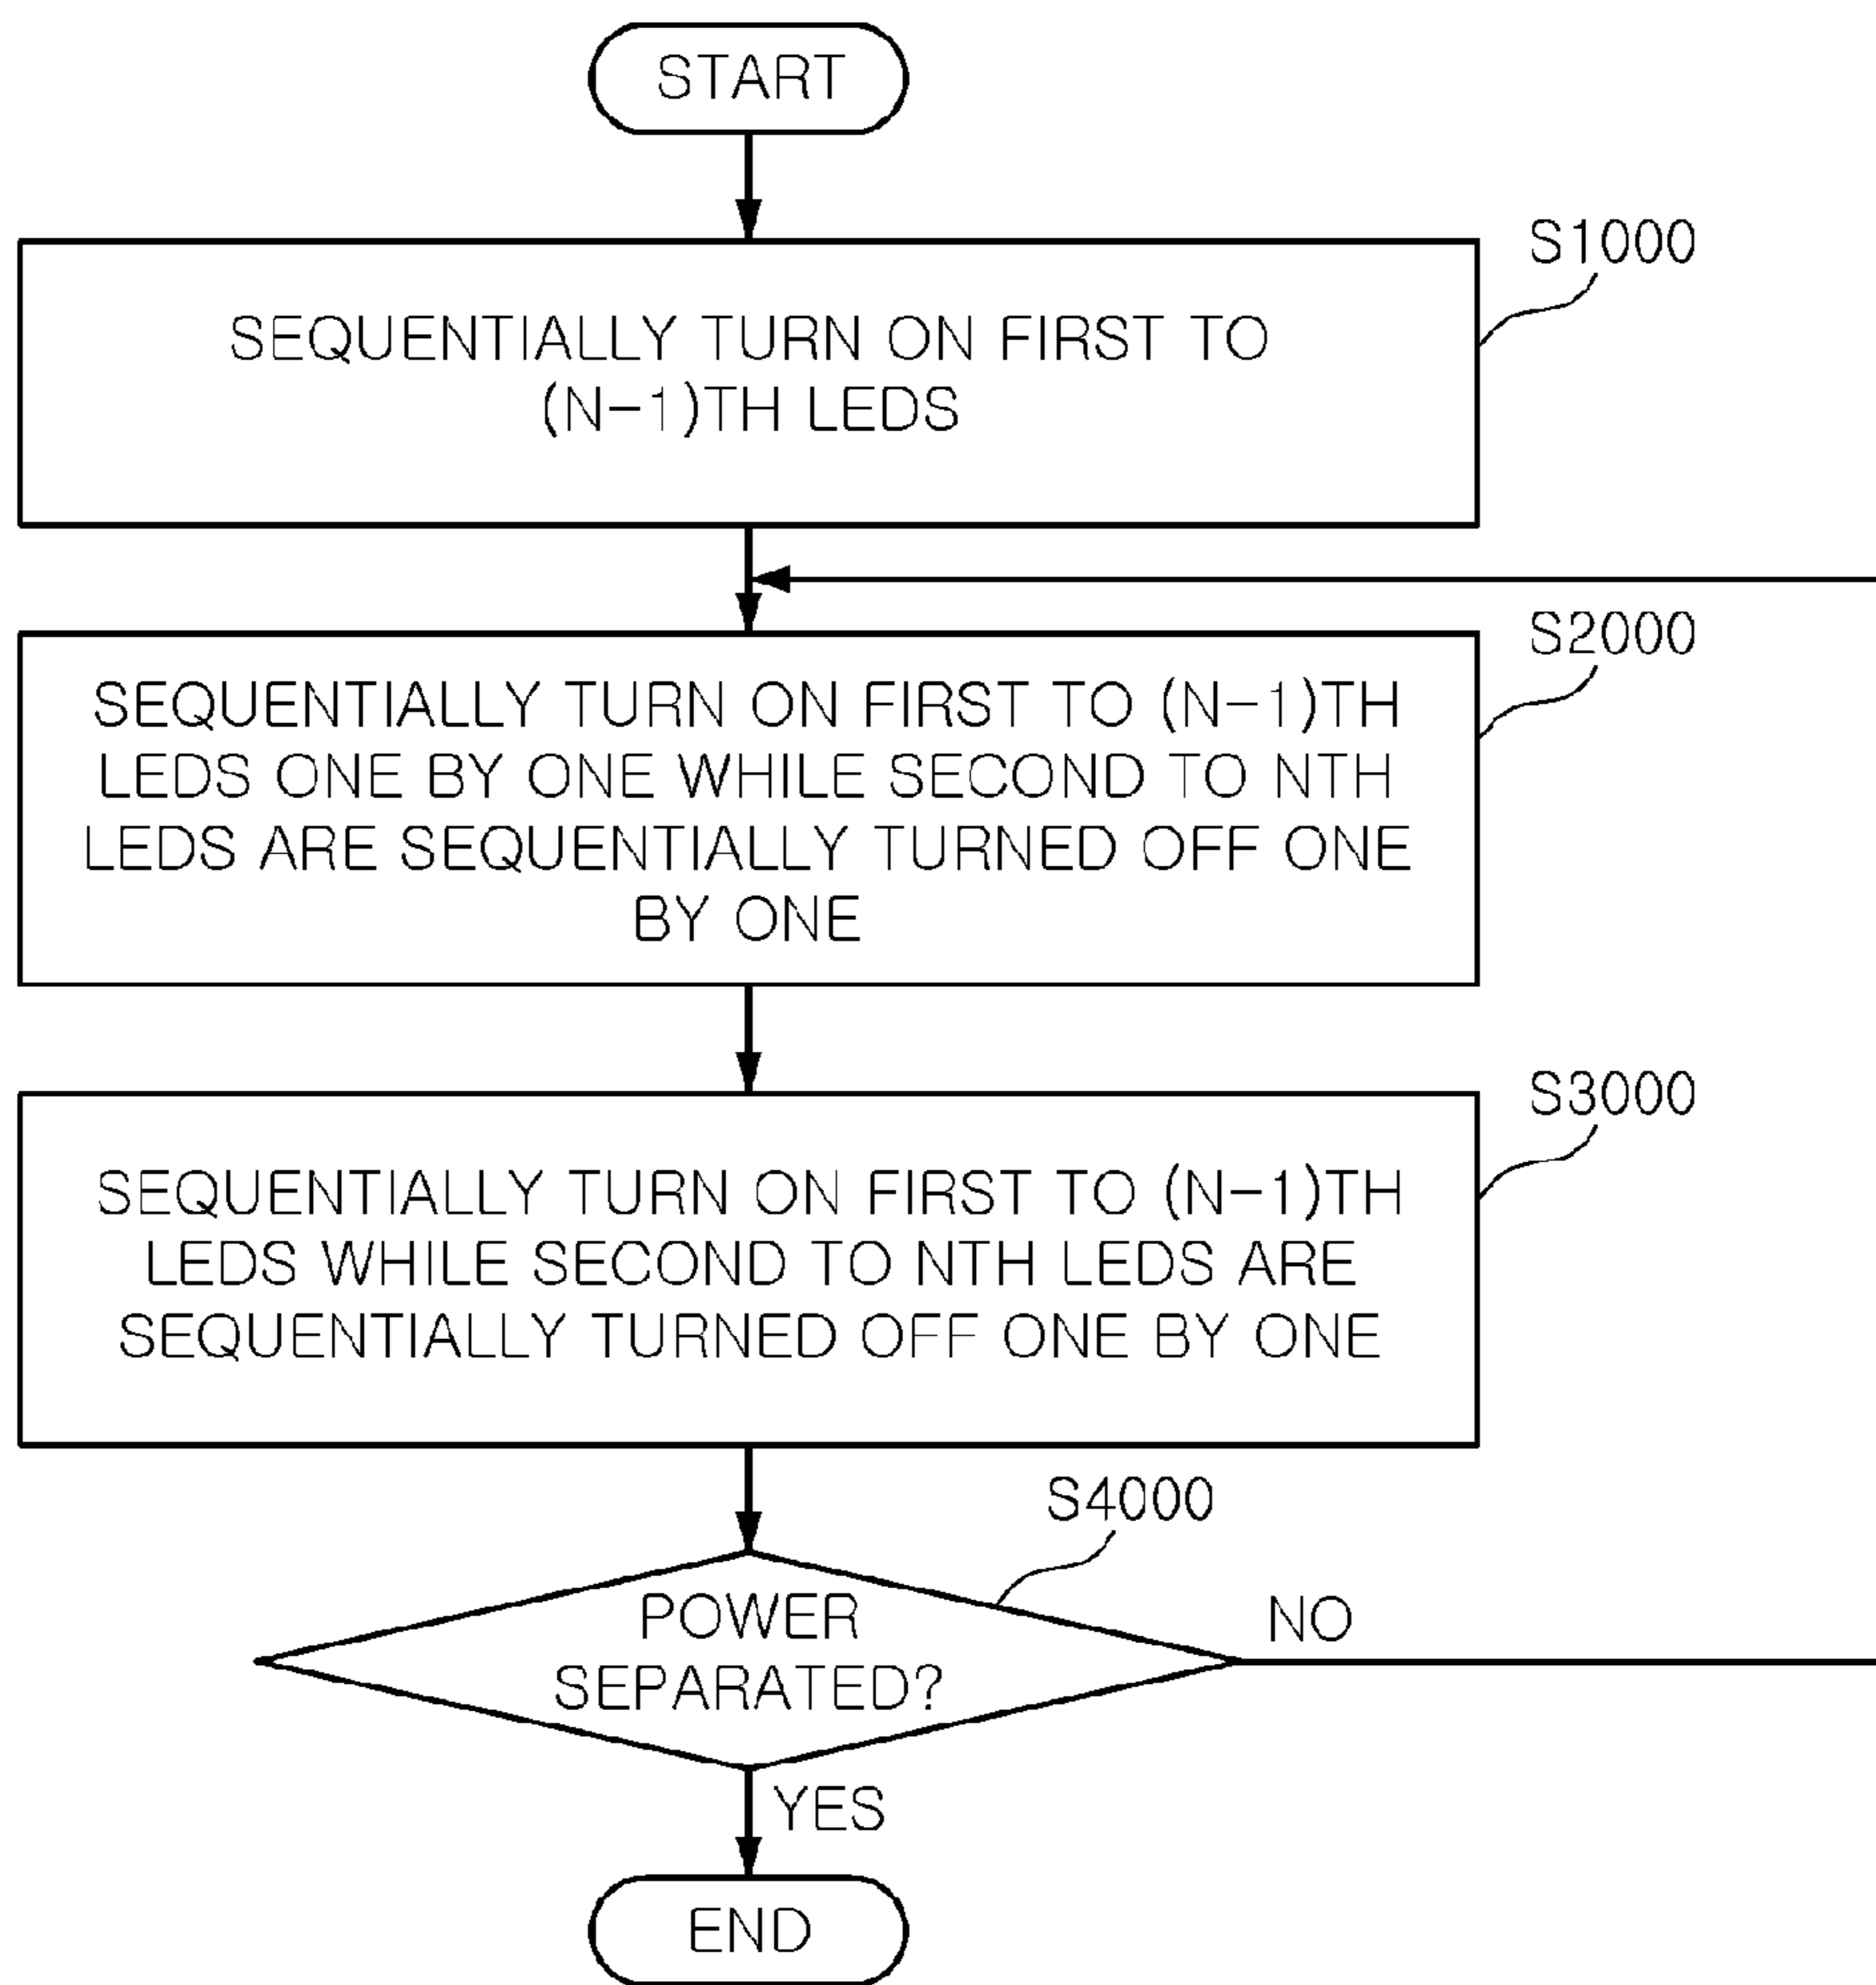 START
S1000
SEQUENTIALLY TURN ON FIRST TO
(N-1)TH LEDS
S2000
SEQUENTIALLY TURN ON FIRST TO (N-1)TH
LEDS ONE BY ONE WHILE SECOND TO NTH
LEDS ARE SEQUENTIALLY TURNED OFF ONE
BY ONE
S3000
SEQUENTIALLY TURN ON FIRST TO (N-1)TH
LEDS WHILE SECOND TO NTH LEDS ARE
SEQUENTIALLY TURNED OFF ONE BY ONE
S4000
POWER
SEPARATED?
NO
YES
END